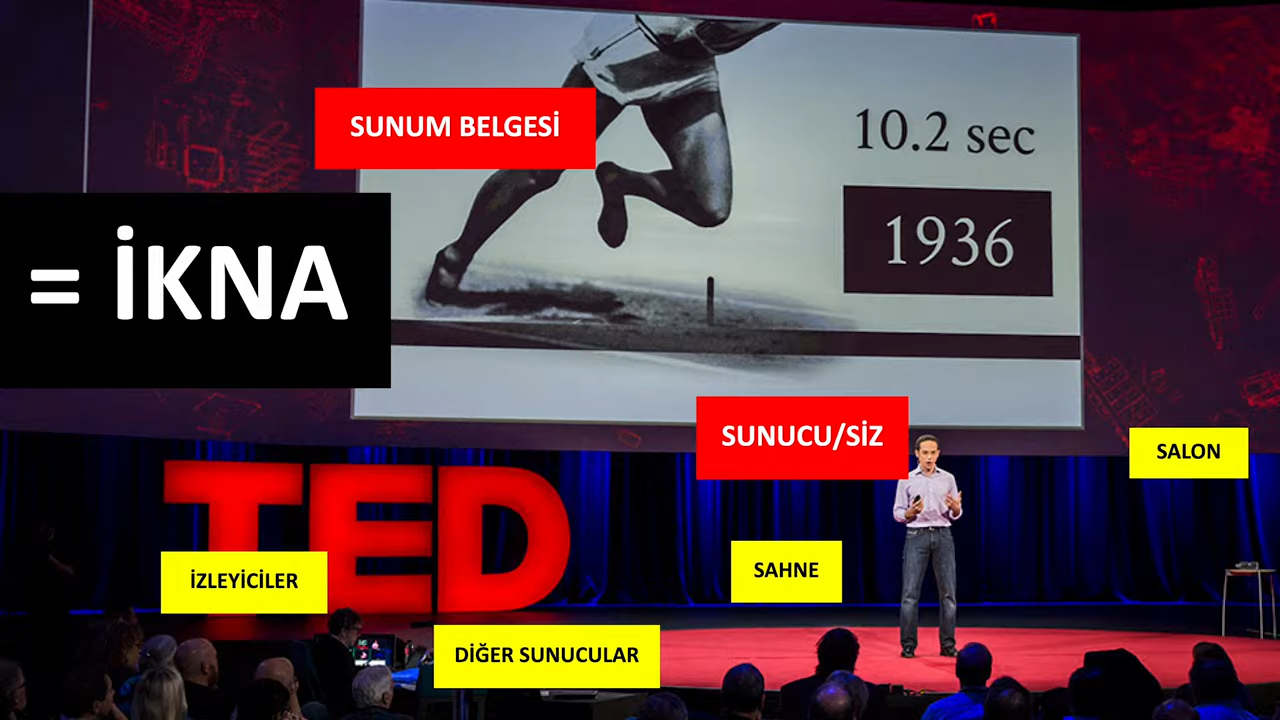 SUNUM BELGESİ
10.2 sec
1936
= İKNA
SUNUCU/SİZ
SALON
TED
İZLEYİCİLER
SAHNE
DİĞER SUNUCULAR